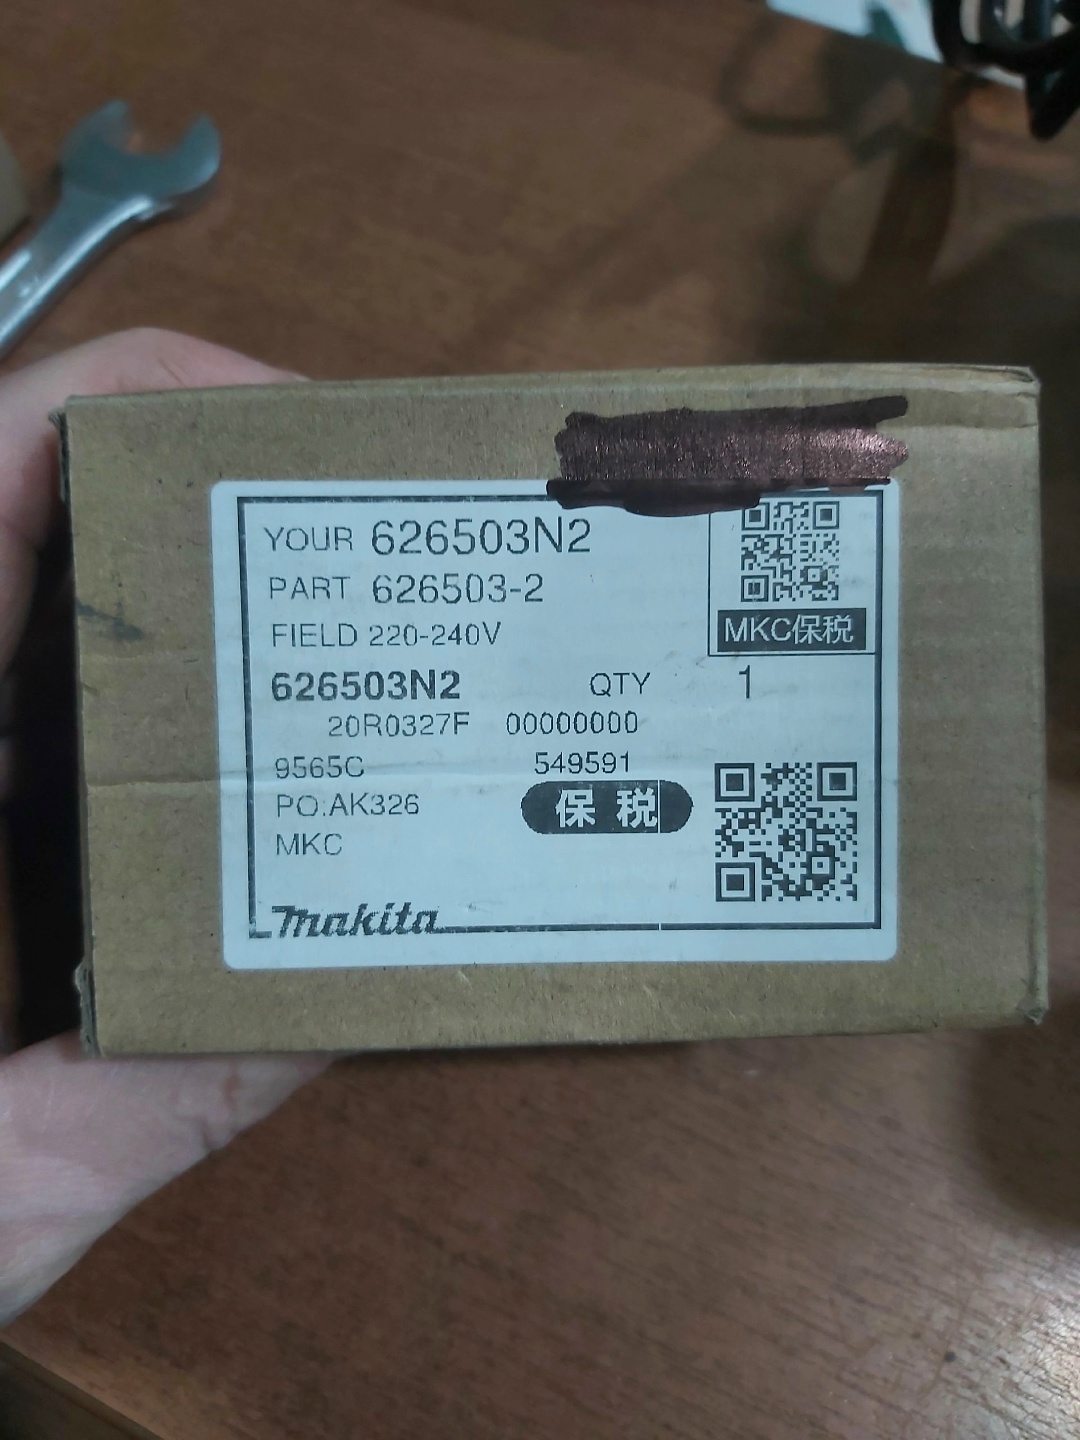 YOUR 626503N2
PART 626503-2
FIELD 220-240V
MKC保税
626503N2 QTY 1
20R0327F 00000000
9565C 549591
PO:AK326 保税
MKC
makita